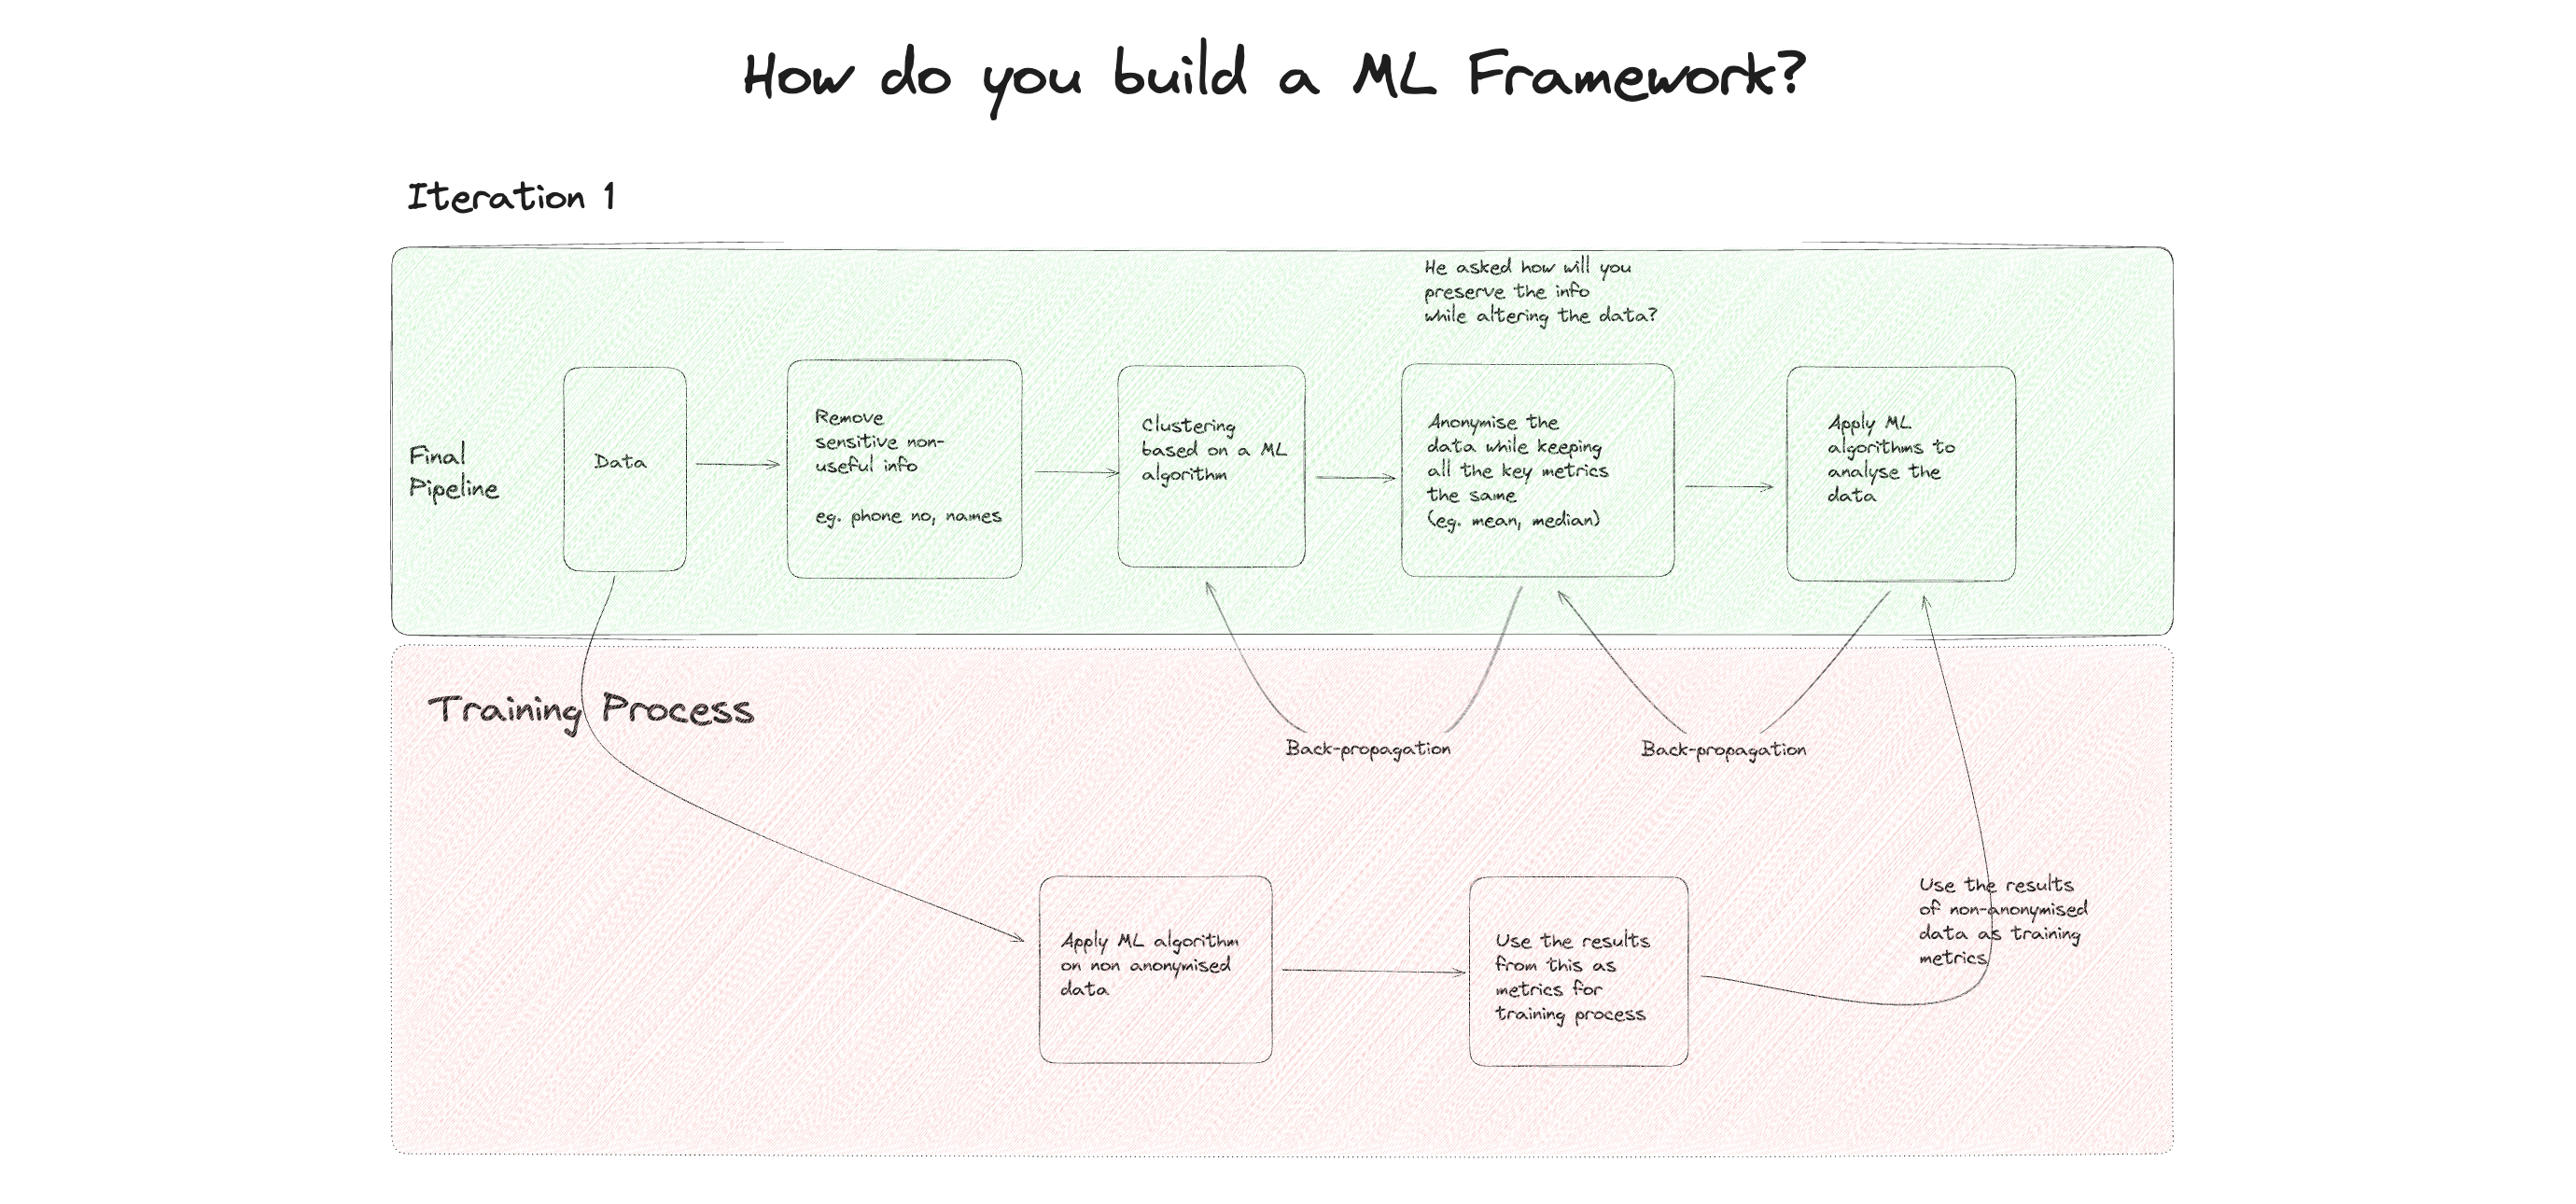 How do you build a ML Framework?
Iteration 1
He asked how will you
preserve the info
while altering the data?
Final
Pipeline
Data
Remove
sensitive non-
useful info
eg. phone no, names
Clustering
based on a ML
algorithm
Anonymise the
data while keeping
all the key metrics
the same
(eg. mean, median)
Apply ML
algorithms to
analyse the
data
Training Process
Back-propagation
Back-propagation
Apply ML algorithm
on non anonymised
data
Use the results
from this as
metrics for
training process
Use the results
of non-anonymised
data as training
metrics